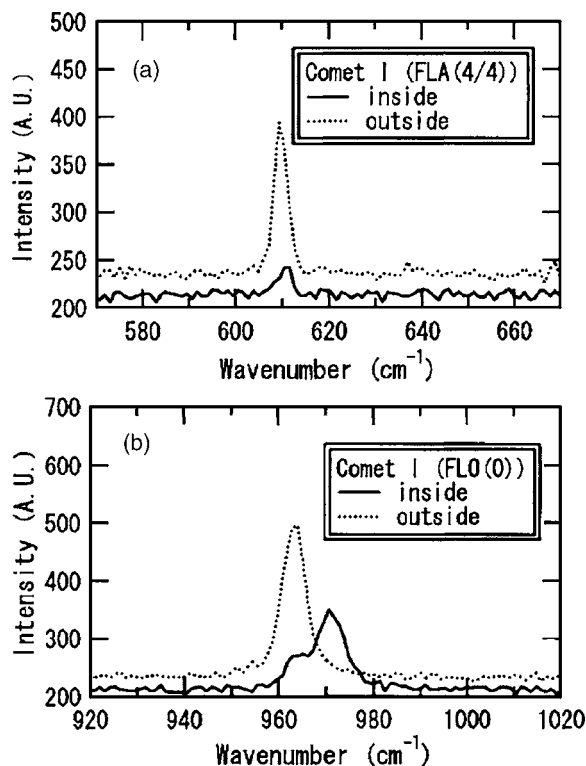 500
450
400
350
300
250
200
Intensity (A.U.)
(a)
Comet I (FLA(4/4))
inside
outside
580 600 620 640 660
Wavenumber (cm⁻¹)
700
600
500
400
300
200
Intensity (A.U.)
(b)
Comet I (FLO(0))
inside
outside
920 940 960 980 1000 1020
Wavenumber (cm⁻¹)